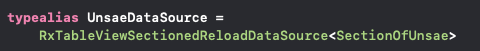 typealias UnsaeDataSource =
RxTableViewSectionedReloadDataSource<SectionOfUnsae>